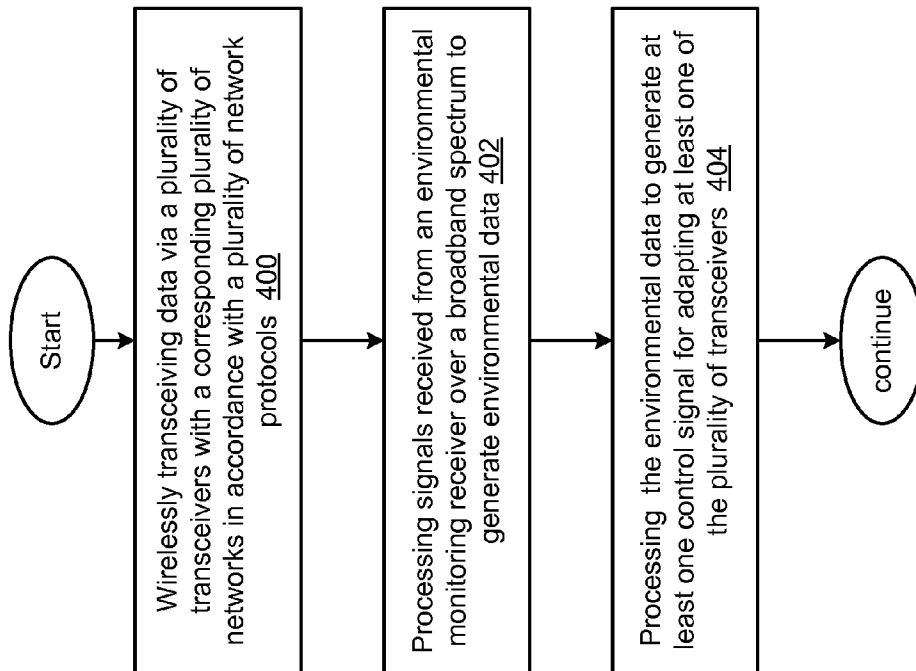 Start
Wirelessly transceiving data via a plurality of
transceivers with a corresponding plurality of
networks in accordance with a plurality of network
protocols 400
Processing signals received from an environmental
monitoring receiver over a broadband spectrum to
generate environmental data 402
Processing the environmental data to generate at
least one control signal for adapting at least one of
the plurality of transceivers 404
continue